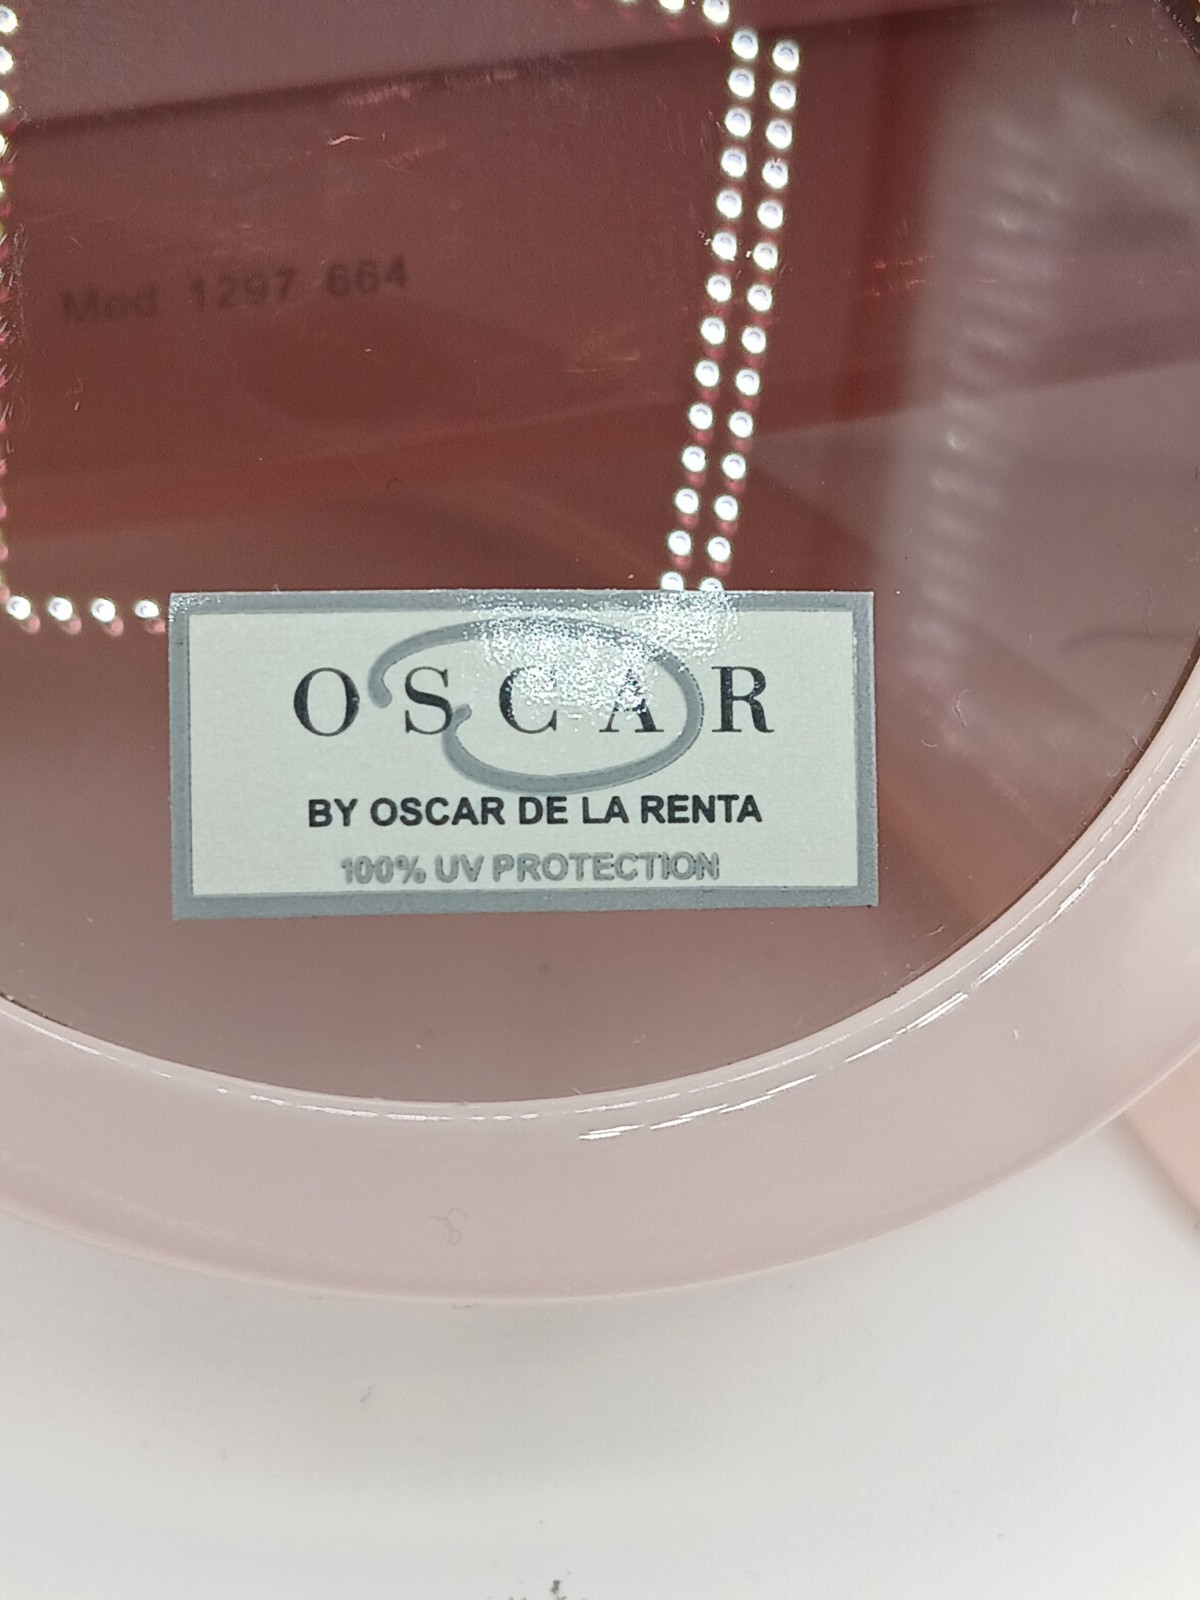 Mod 1297 664
OSCAR
BY OSCAR DE LA RENTA
100% UV PROTECTION